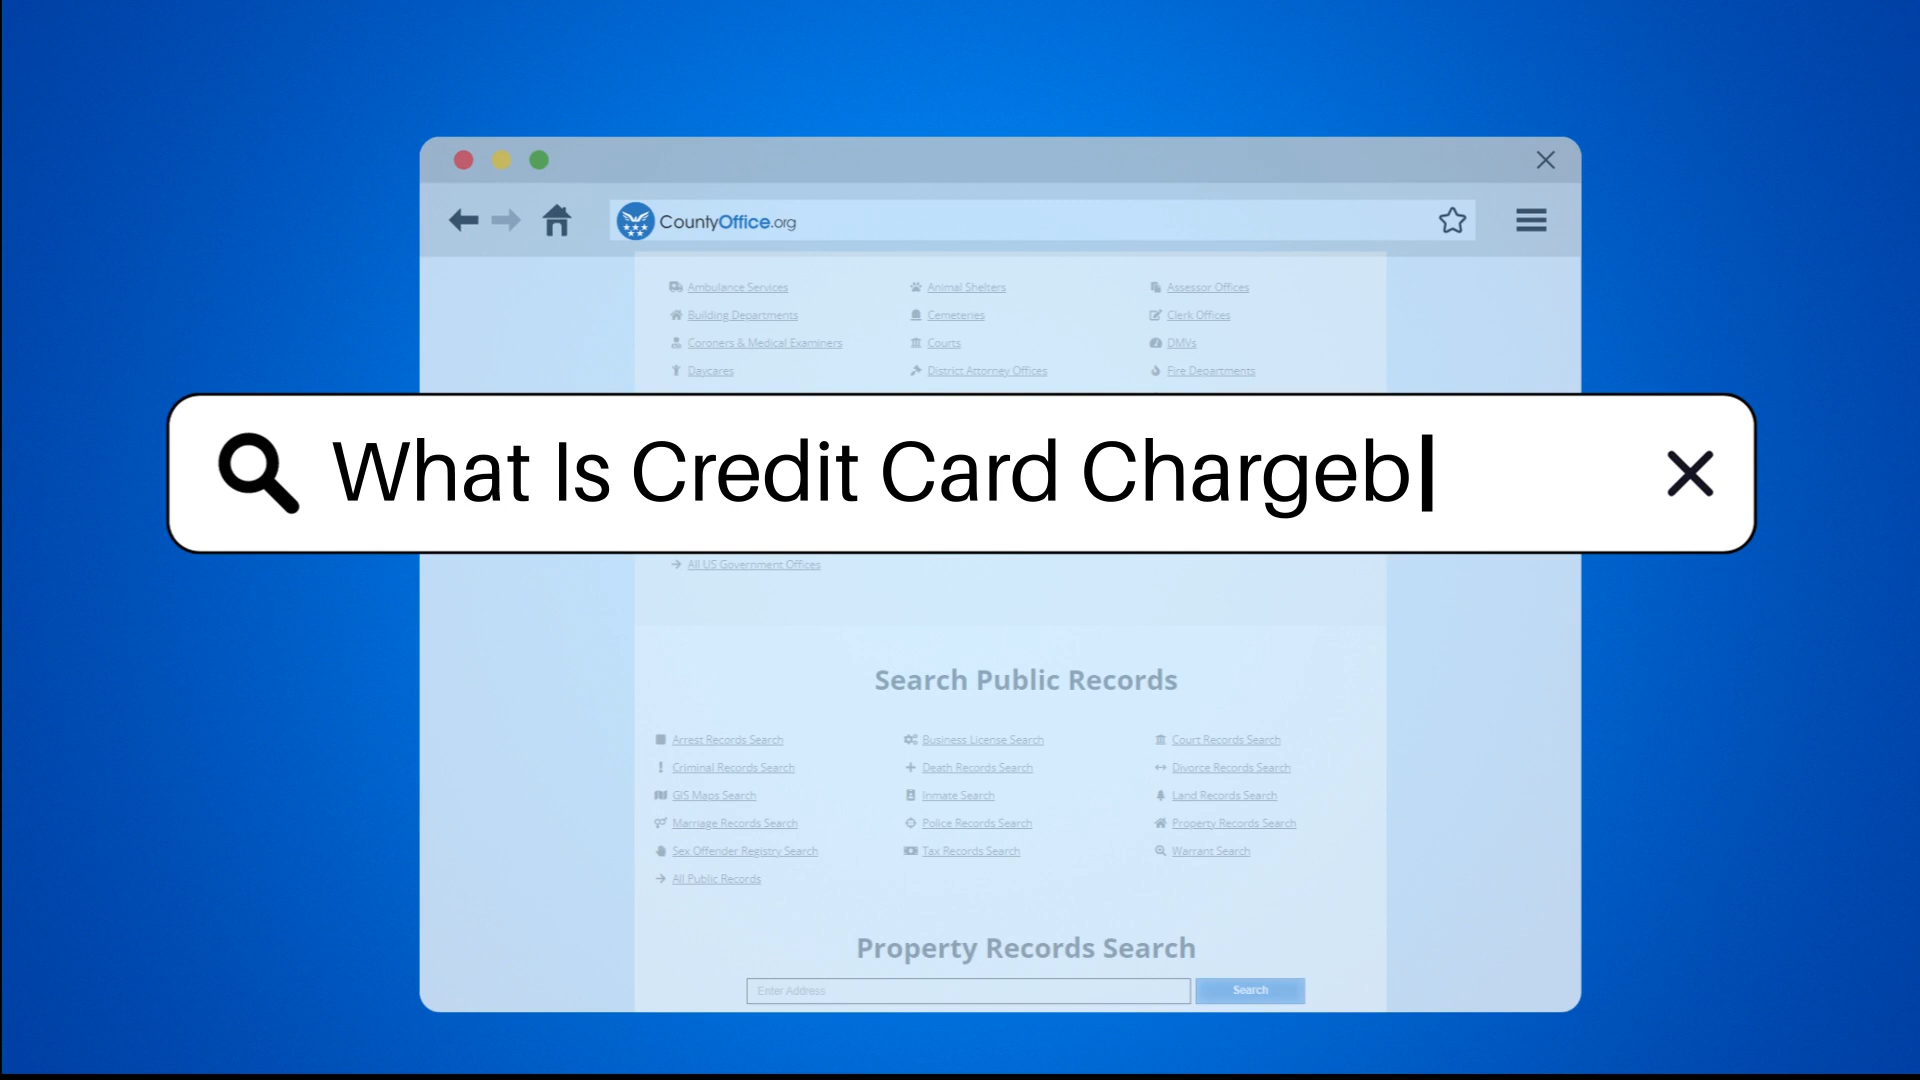 CountyOffice.org
Ambulance Services Animal Shelters Assessor Offices
Building Departments Cemeteries Clerk Offices
Coroners & Medical Examiners Courts DMVs
Daycares District Attorney Offices Fire Departments
What Is Credit Card Chargeb
All US Government Offices
Search Public Records
Arrest Records Search Business License Search Court Records Search
Criminal Records Search Death Records Search Divorce Records Search
GIS Maps Search Inmate Search Land Records Search
Marriage Records Search Police Records Search Property Records Search
Sex Offender Registry Search Tax Records Search Warrant Search
All Public Records
Property Records Search
Enter Address Search